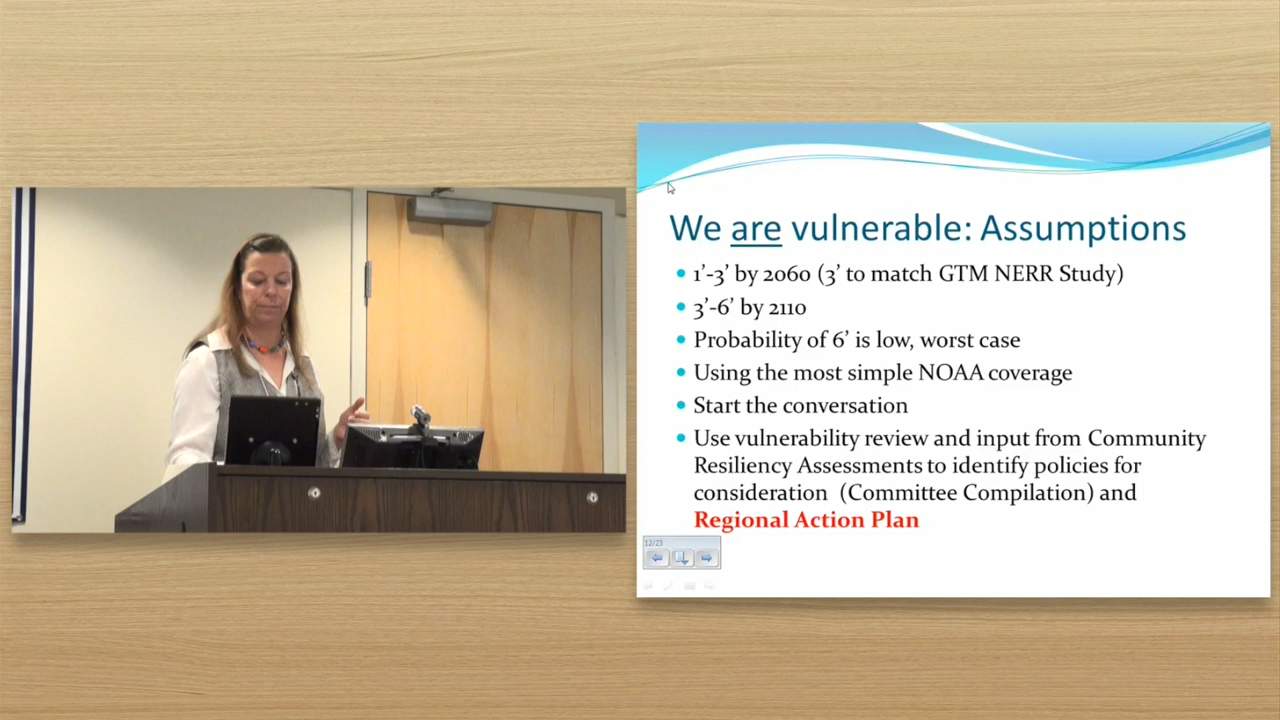 We are vulnerable: Assumptions
• 1’-3’ by 2060 (3’ to match GTM NERR Study)
• 3’-6’ by 2110
• Probability of 6’ is low, worst case
• Using the most simple NOAA coverage
• Start the conversation
• Use vulnerability review and input from Community
Resiliency Assessments to identify policies for
consideration (Committee Compilation) and
Regional Action Plan
12/23